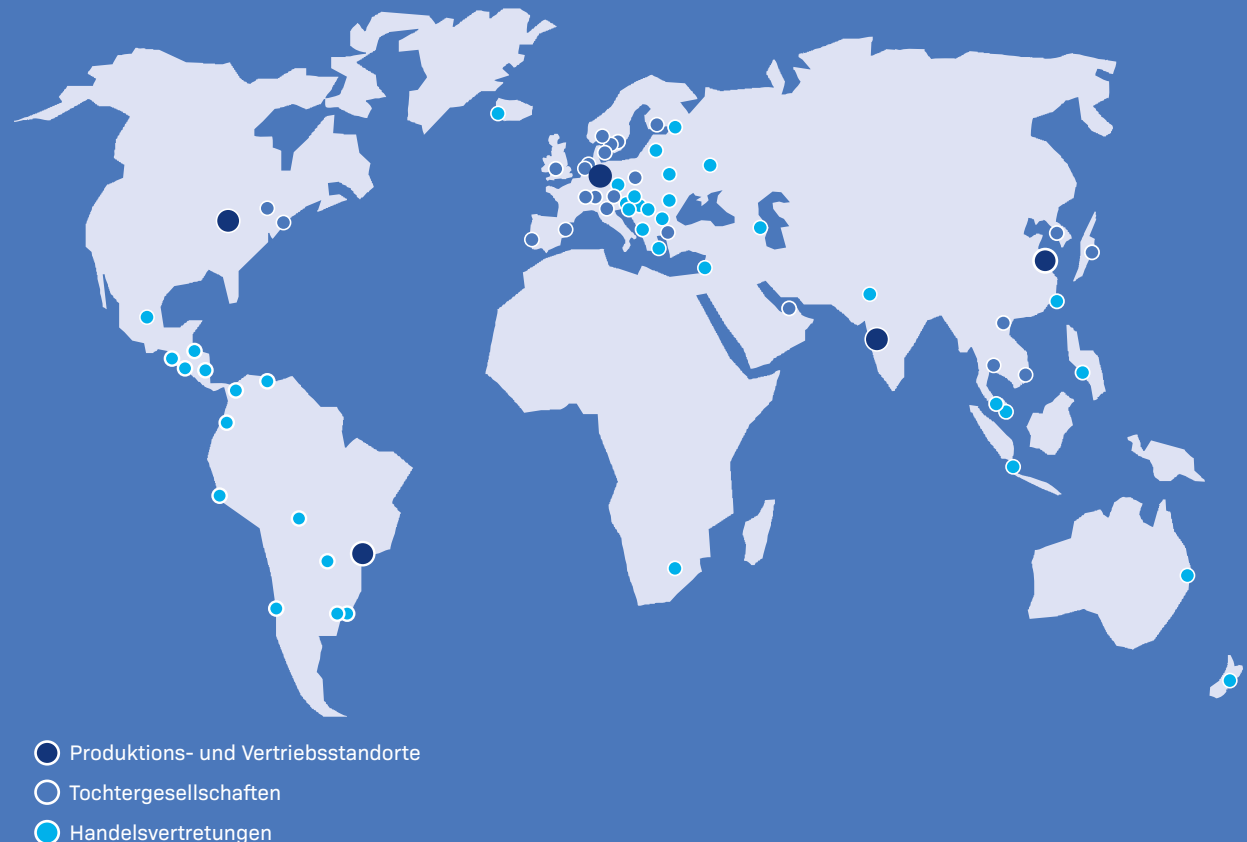 Produktions- und Vertriebsstandorte
Tochtergesellschaften
Handelsvertretungen